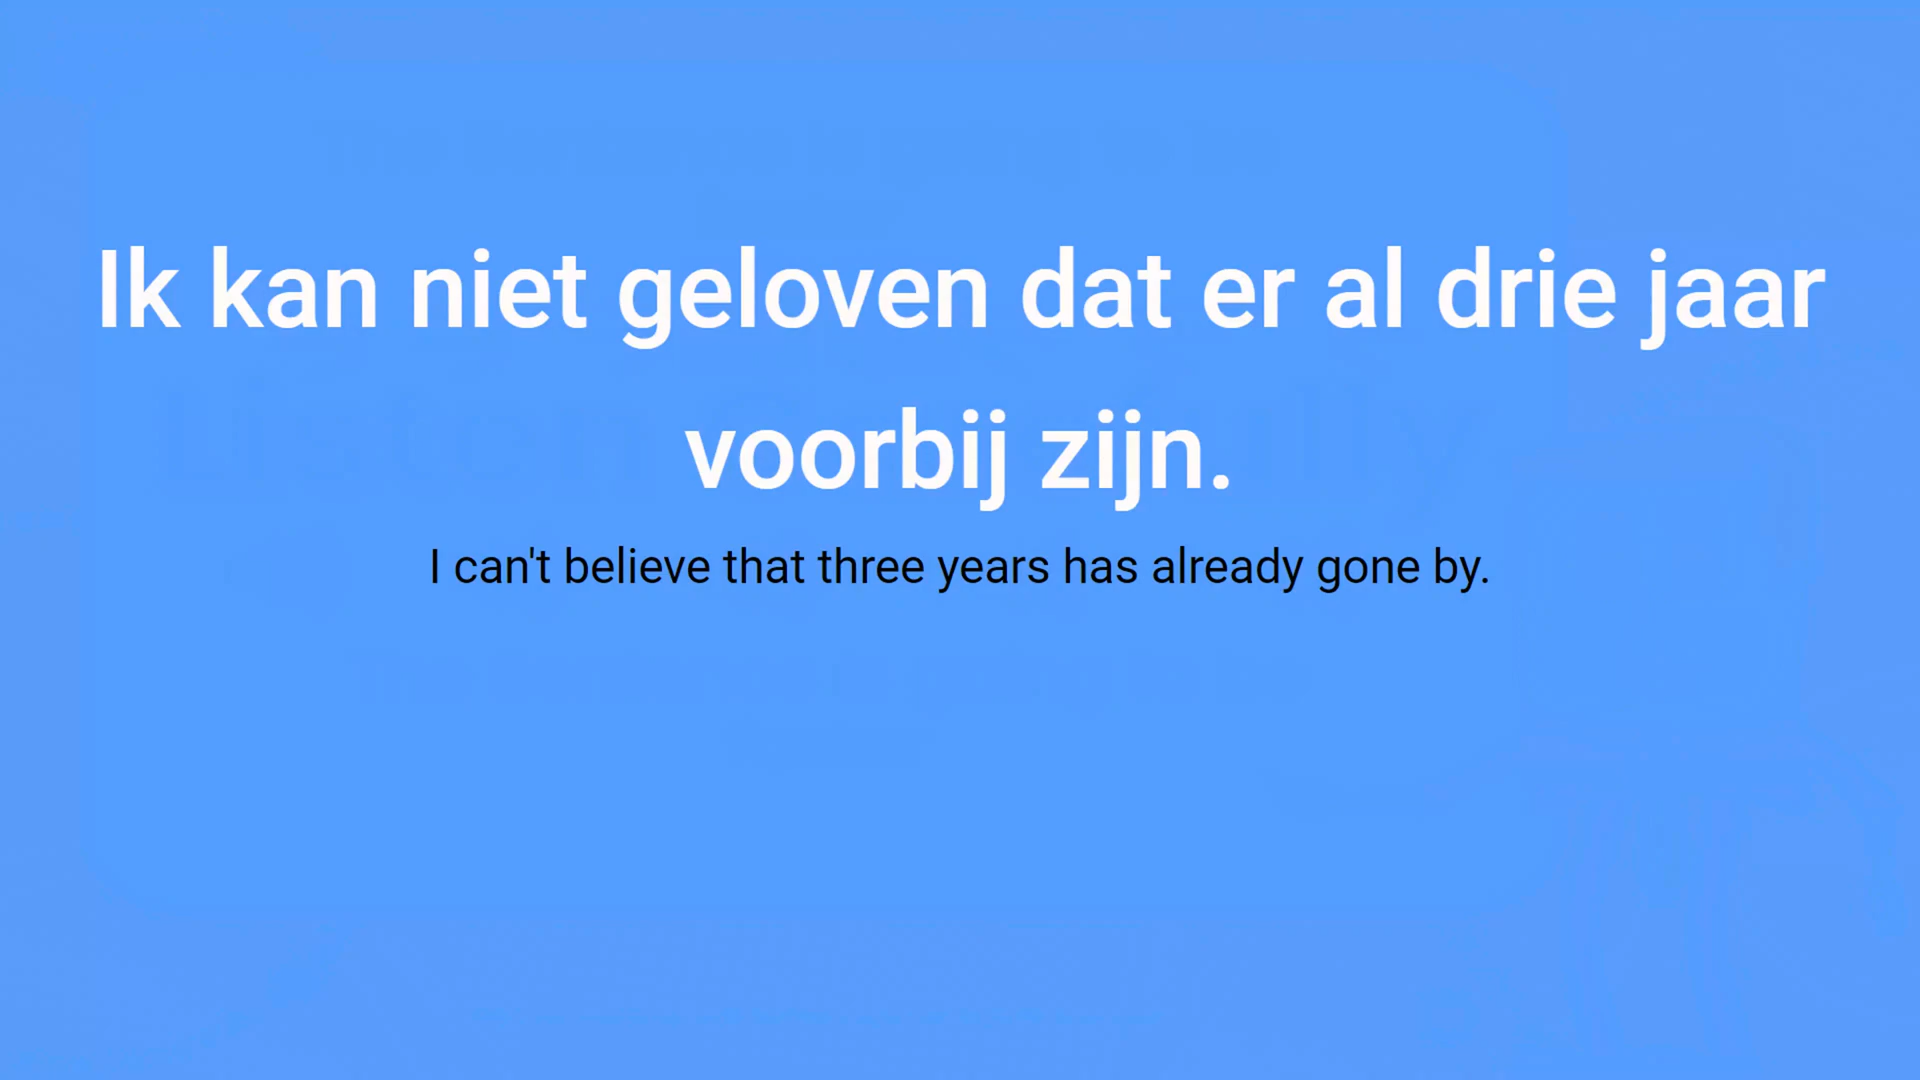 Ik kan niet geloven dat er al drie jaar
voorbij zijn.
I can't believe that three years has already gone by.